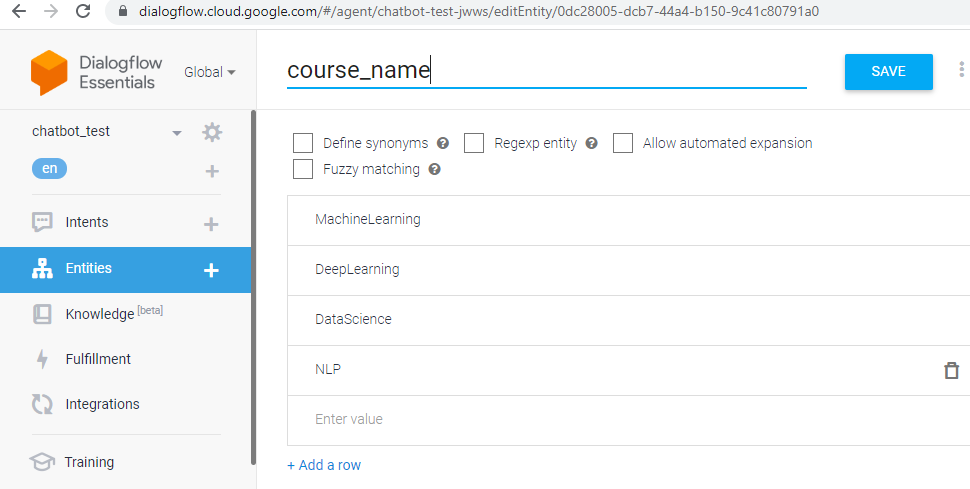 dialogflow.cloud.google.com/#/agent/chatbot-test-jwws/editEntity/0dc28005-dcb7-44a4-b150-9c41c80791a0
Dialogflow
Essentials
Global
course_name
SAVE
chatbot_test
en
Intents
Entities
Knowledge [beta]
Fulfillment
Integrations
Training
Define synonyms ? Regexp entity ? Allow automated expansion
Fuzzy matching ?
MachineLearning
DeepLearning
DataScience
NLP
Enter value
+ Add a row